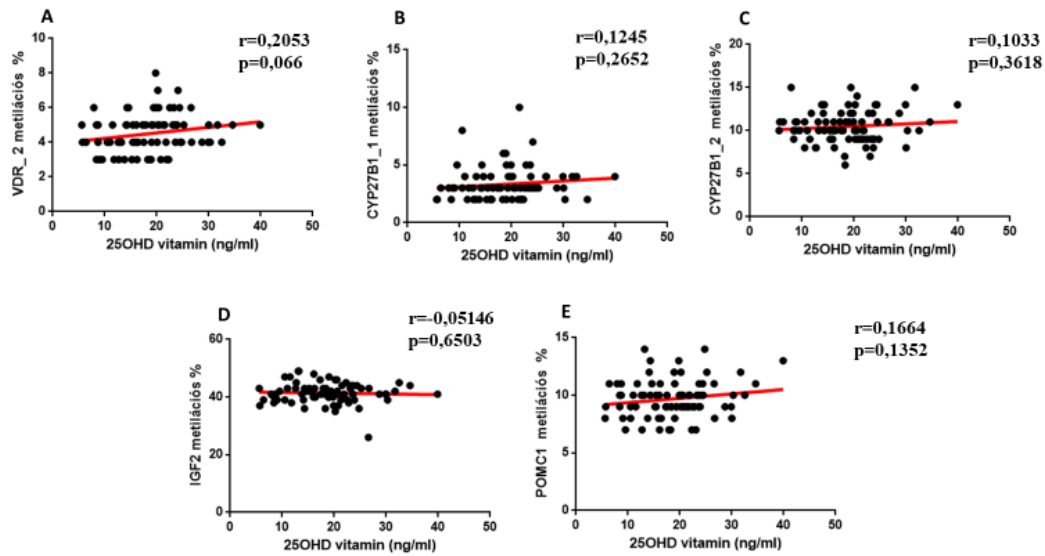 A
r=0,2053
p=0,066
VDR_ 2 metilációs %
10
8
6
4
2
0
0 10 20 30 40 50
25OHD vitamin (ng/ml)
B
r=0,1245
p=0,2652
CYP27B1_1 metilációs %
15
10
5
0
0 10 20 30 40 50
25OHD vitamin (ng/ml)
C
r=0,1033
p=0,3618
CYP27B1_2 metilációs %
20
15
10
5
0
0 10 20 30 40 50
25OHD vitamin (ng/ml)
D
r=-0,05146
p=0,6503
IGF2 metilációs %
60
40
20
0
0 10 20 30 40 50
25OHD vitamin (ng/ml)
E
r=0,1664
p=0,1352
POMC1 metilációs %
15
10
5
0
0 10 20 30 40 50
25OHD vitamin (ng/ml)